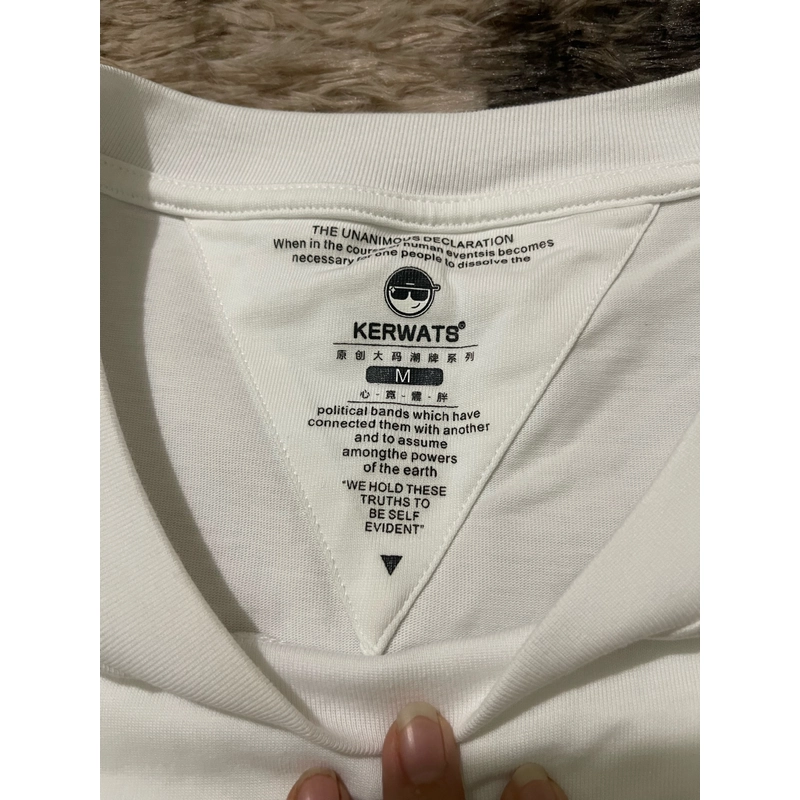 THE UNANIMOUS DECLARATION
When in the course of human eventsis becomes
necessary for one people to dissolve the
KERWATS®
原创大码潮牌系列
M
心-宽-體-胖
political bands which have
connected them with another
and to assume
amongthe powers
of the earth
"WE HOLD THESE
TRUTHS TO
BE SELF
EVIDENT"